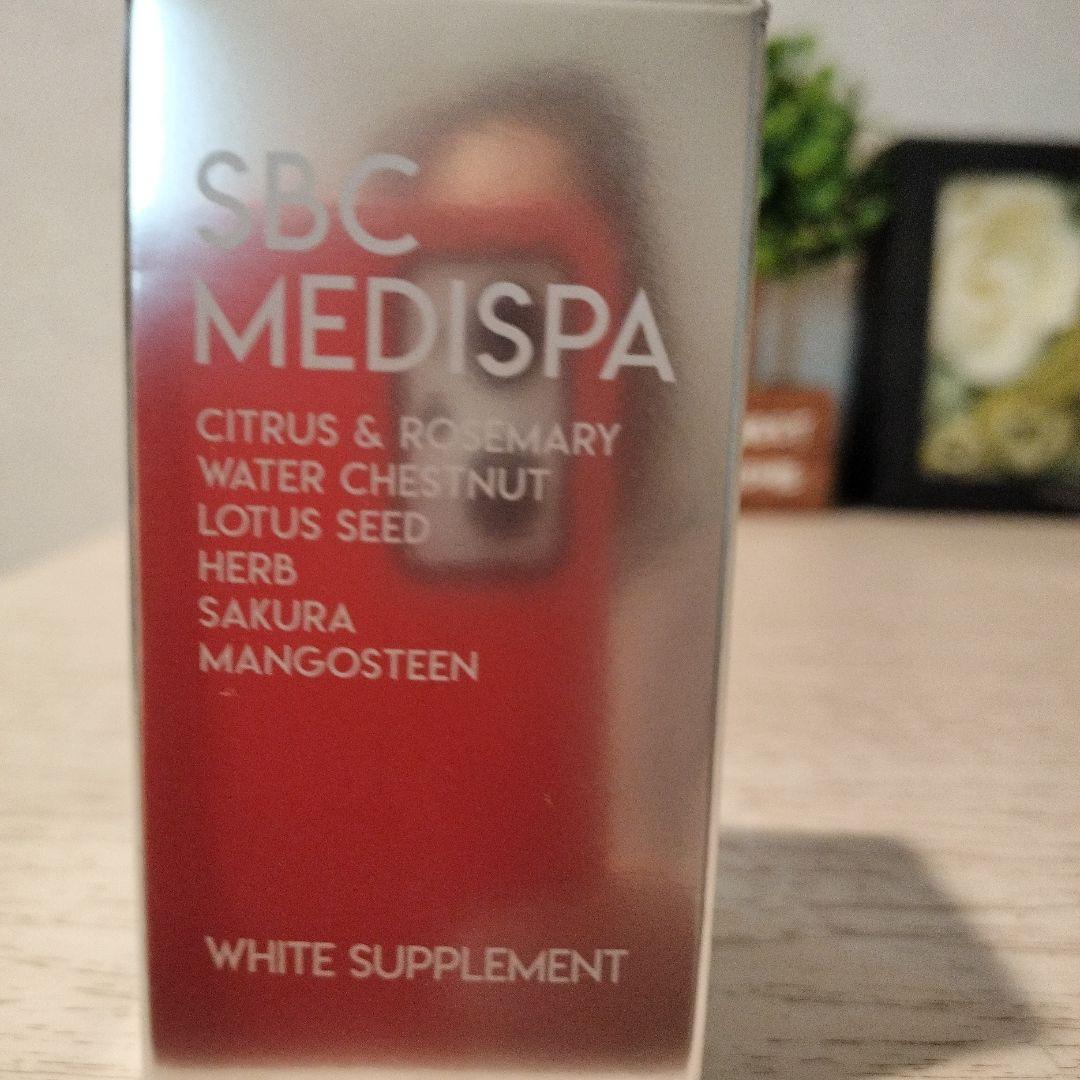 SBC
MEDISPA
CITRUS & ROSEMARY
WATER CHESTNUT
LOTUS SEED
HERB
SAKURA
MANGOSTEEN
WHITE SUPPLEMENT